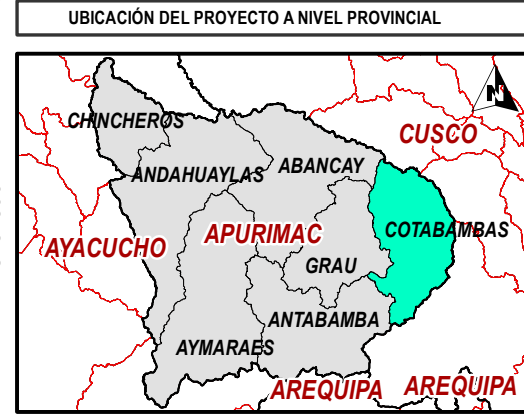 UBICACIÓN DEL PROYECTO A NIVEL PROVINCIAL
N
CHINCHEROS
CUSCO
ABANCAY
ANDAHUAYLAS
COTABAMBAS
APURIMAC
AYACUCHO
GRAU
ANTABAMBA
AYMARAES
AREQUIPA
AREQUIPA